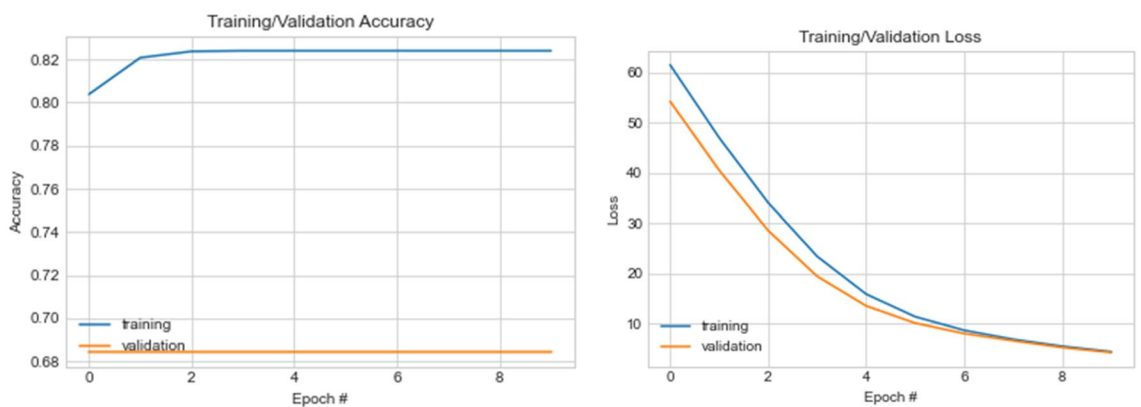 Training/Validation Accuracy
0.82
0.80
0.78
0.76
0.74
0.72
0.70
0.68
Accuracy
training
validation
0 2 4 6 8
Epoch #
Training/Validation Loss
60
50
40
30
20
10
Loss
training
validation
0 2 4 6 8
Epoch #